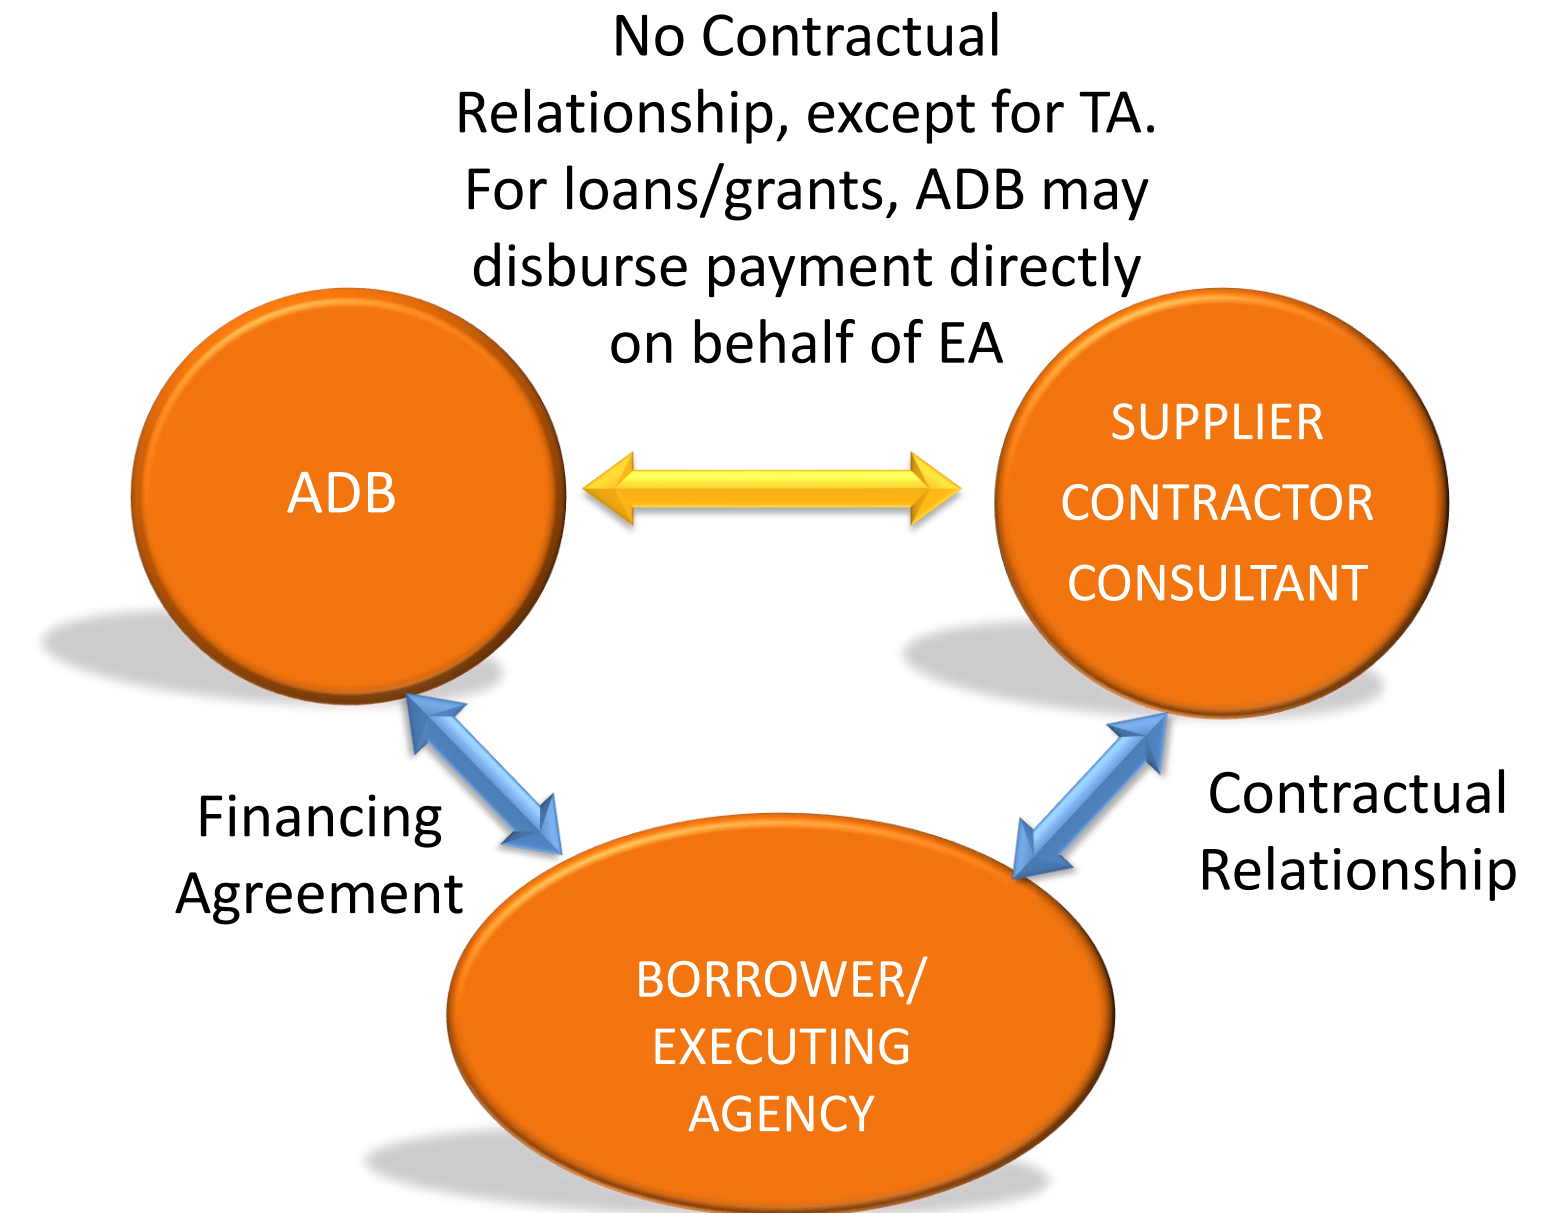 No Contractual
Relationship, except for TA.
For loans/grants, ADB may
disburse payment directly
on behalf of EA
ADB
SUPPLIER
CONTRACTOR
CONSULTANT
Financing
Agreement
Contractual
Relationship
BORROWER/
EXECUTING
AGENCY